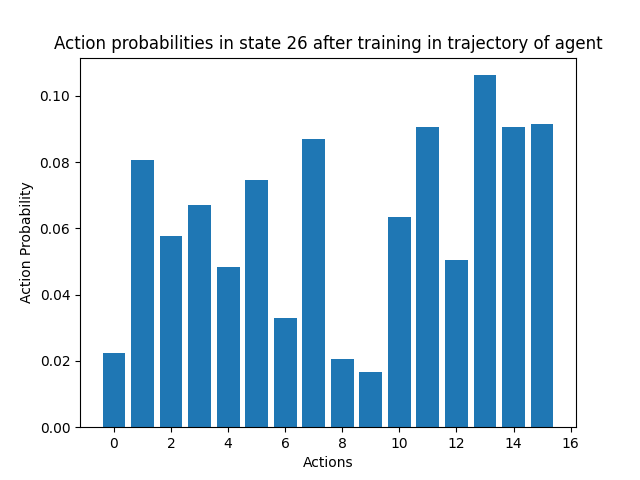 Action probabilities in state 26 after training in trajectory of agent
0.10
0.08
0.06
0.04
0.02
0.00
Action Probability
0 2 4 6 8 10 12 14 16
Actions